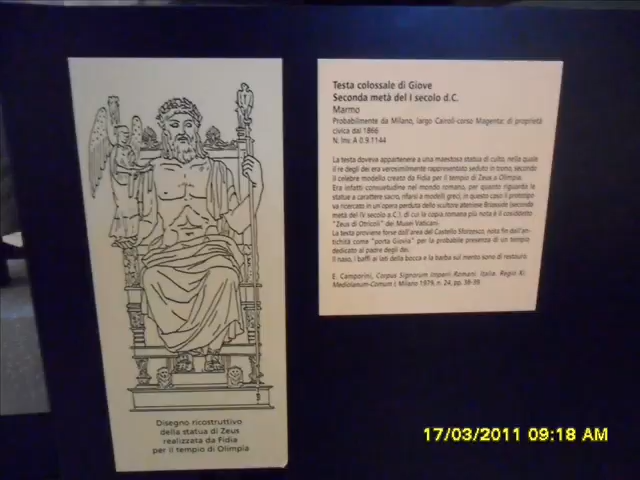 Testa colossale di Giove
Seconda metà del I secolo d.C.
Marmo
Probabilmente da Milano, largo Cairoli-corso Magenta; di proprietà
civica dal 1866
N. Inv. A 0.9.1144
La testa doveva appartenere a una maestosa statua di culto, nella quale
il re degli dei era verosimilmente rappresentato seduto in trono, secondo
il celebre modello creato da Fidia per il tempio di Zeus a Olimpia.
Era infatti consuetudine nel mondo romano, per quanto riguarda le
statue a carattere sacro, rifarsi a modelli greci; in questo caso il prototipo
va ricercato in un'opera perduta dello scultore ateniese Briasside (seconda
metà del IV secolo a.C.), di cui la copia romana più nota è il cosiddetto
"Zeus di Otricoli" dei Musei Vaticani.
La testa proviene forse dall'area del Castello Sforzesco, nota fin dall'an-
tichità come "porta Giovia" per la probabile presenza di un tempio
dedicato al padre degli dei.
Il naso, i baffi ai lati della bocca e la barba sul mento sono di restauro.
E. Camporini, Corpus Signorum Imperii Romani. Italia. Regio XI.
Mediolanum-Comum I, Milano 1979, n. 24, pp. 38-39
Disegno ricostruttivo
della statua di Zeus
realizzata da Fidia
per il tempio di Olimpia
17/03/2011 09:18 AM